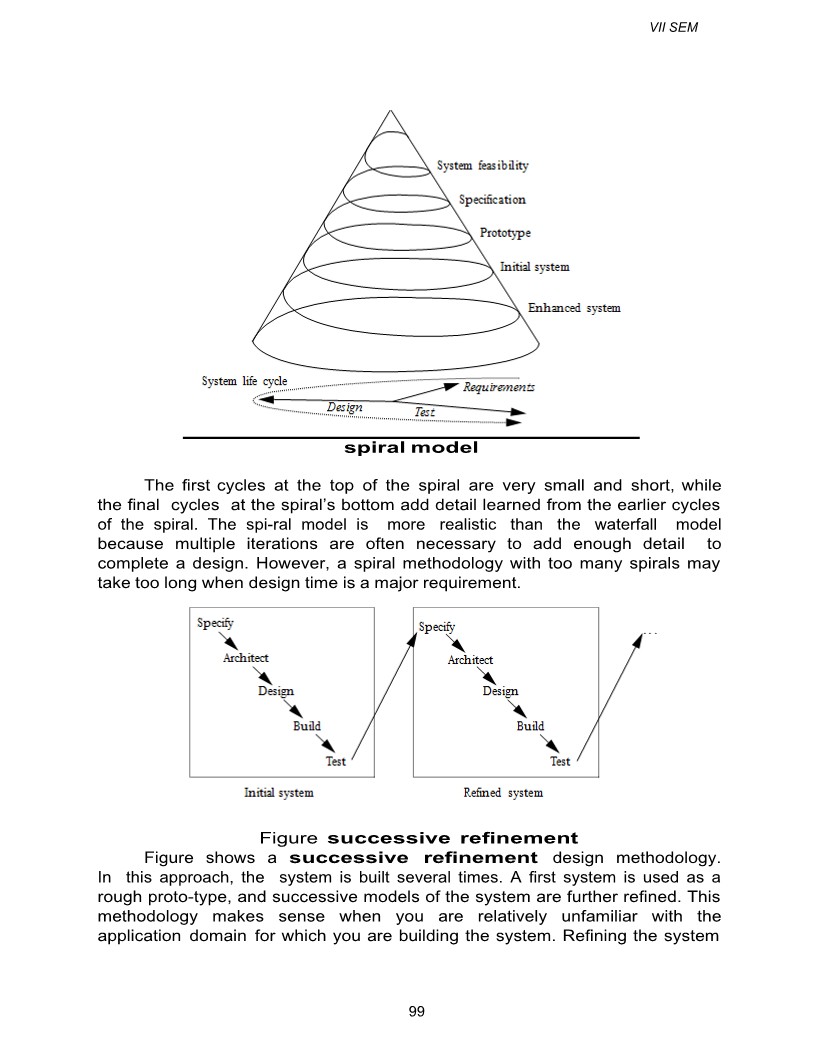 VII SEM
System feasibility
Specification
Prototype
Initial system
Enhanced system
System life cycle
Requirements
Design
Test
spiral model
The first cycles at the top of the spiral are very small and short, while
the final cycles at the spiral’s bottom add detail learned from the earlier cycles
of the spiral. The spi-ral model is more realistic than the waterfall model
because multiple iterations are often necessary to add enough detail to
complete a design. However, a spiral methodology with too many spirals may
take too long when design time is a major requirement.
Specify
Architect
Design
Build
Test
Initial system
Specify
Architect
Design
Build
Test
Refined system
...
Figure successive refinement
Figure shows a successive refinement design methodology.
In this approach, the system is built several times. A first system is used as a
rough proto-type, and successive models of the system are further refined. This
methodology makes sense when you are relatively unfamiliar with the
application domain for which you are building the system. Refining the system
99